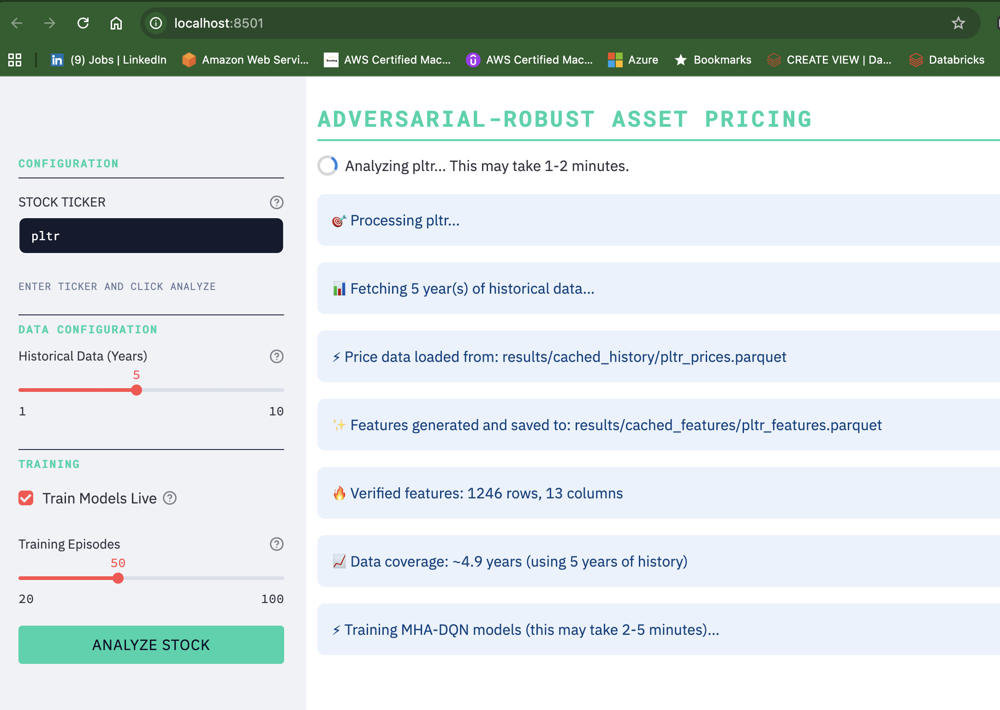 localhost:8501
(9) Jobs | LinkedIn
Amazon Web Servi...
Sundog
AWS Certified Mac...
AWS Certified Mac...
Azure
Bookmarks
CREATE VIEW | Da...
Databricks
CONFIGURATION
STOCK TICKER
pltr
ENTER TICKER AND CLICK ANALYZE
DATA CONFIGURATION
Historical Data (Years)
5
1
10
TRAINING
Train Models Live
Training Episodes
50
20
100
ANALYZE STOCK
ADVERSARIAL-ROBUST ASSET PRICING
Analyzing pltr... This may take 1-2 minutes.
🎯 Processing pltr...
📊 Fetching 5 year(s) of historical data...
⚡ Price data loaded from: results/cached_history/pltr_prices.parquet
✨ Features generated and saved to: results/cached_features/pltr_features.parquet
🔥 Verified features: 1246 rows, 13 columns
📈 Data coverage: ~4.9 years (using 5 years of history)
⚡ Training MHA-DQN models (this may take 2-5 minutes)...